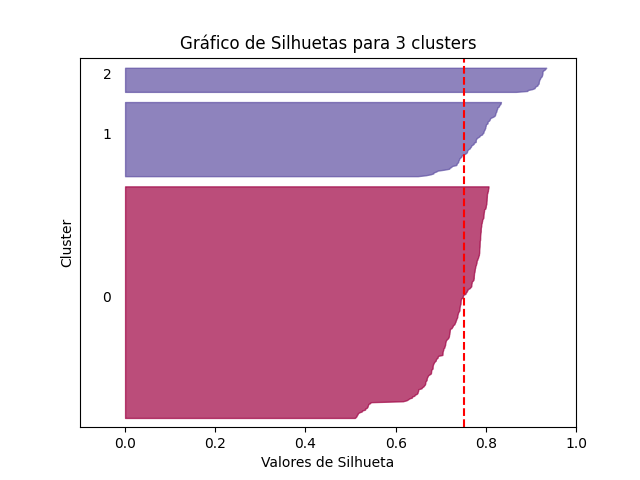 Gráfico de Silhuetas para 3 clusters
2
1
0
Cluster
0.0 0.2 0.4 0.6 0.8 1.0
Valores de Silhueta